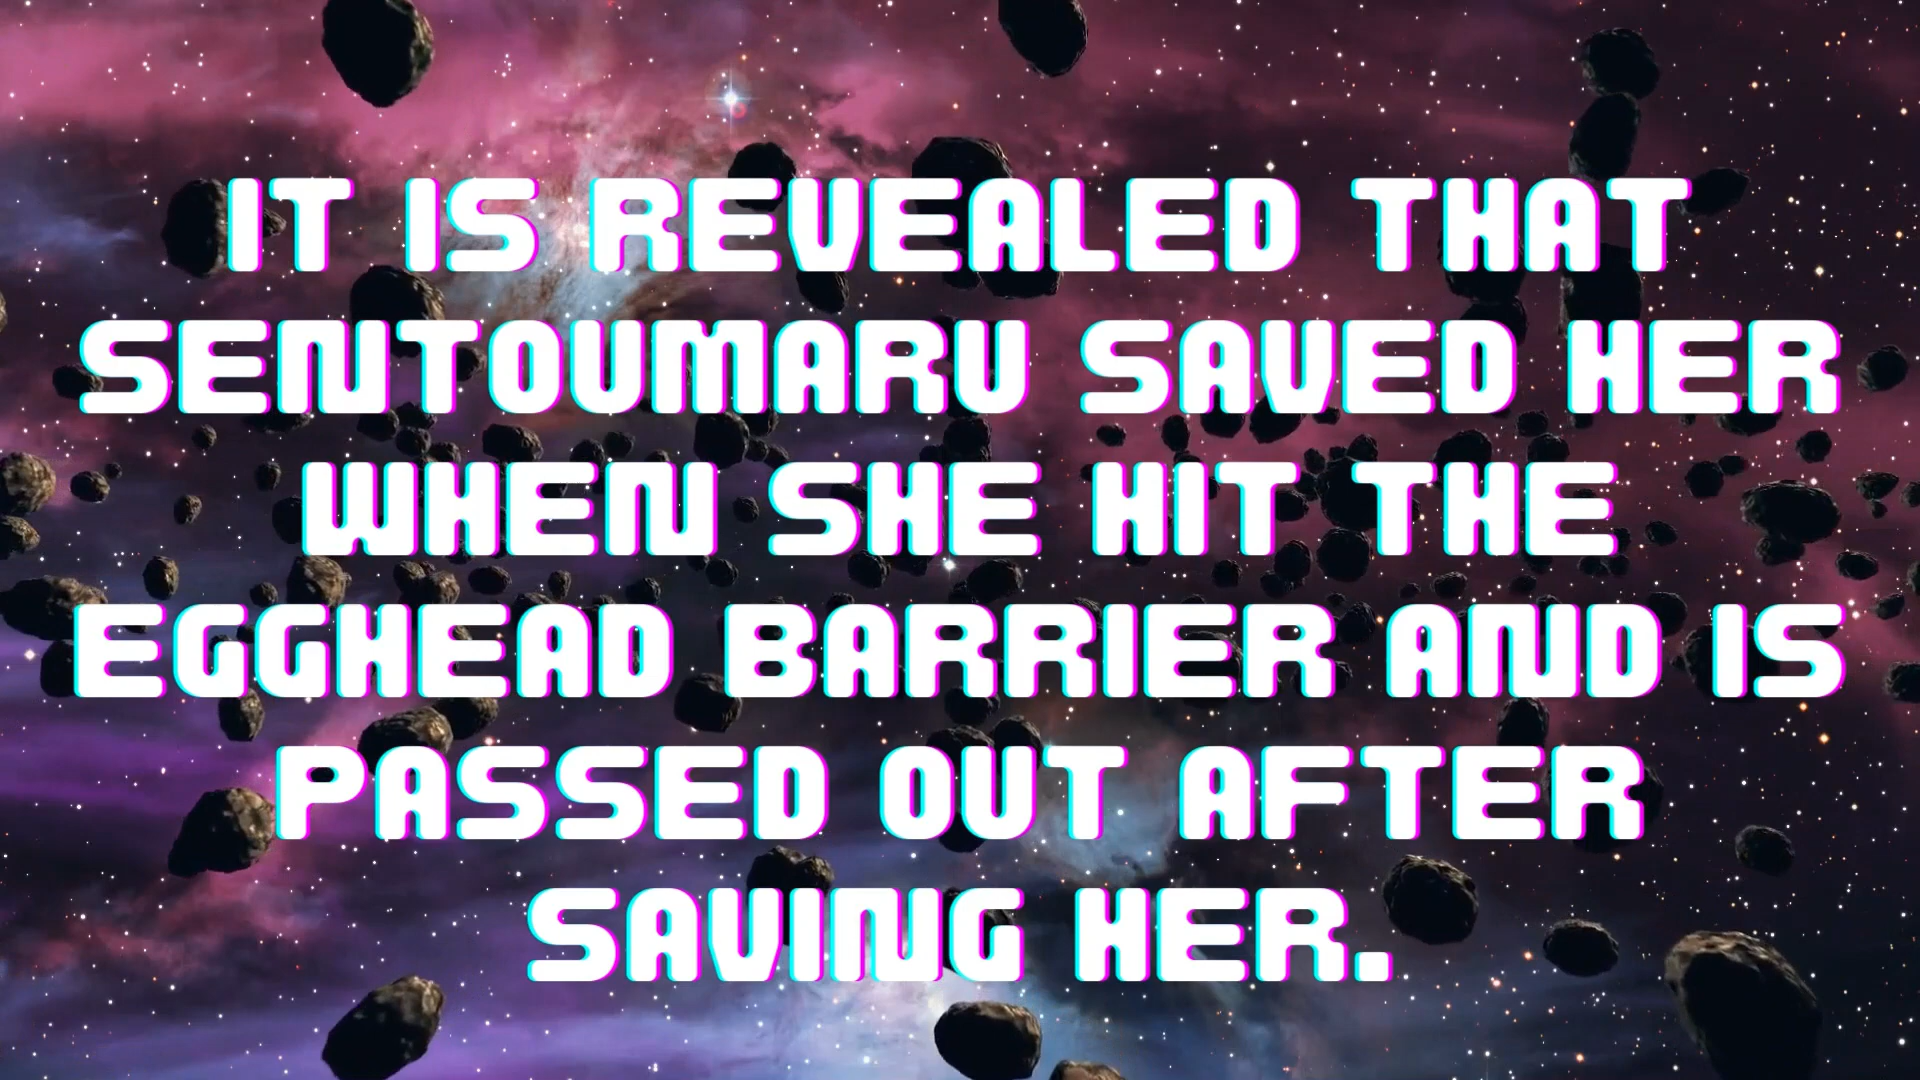 IT IS REVEALED THAT
SENTOUMARU SAVED HER
WHEN SHE HIT THE
EGGHEAD BARRIER AND IS
PASSED OUT AFTER
SAVING HER.